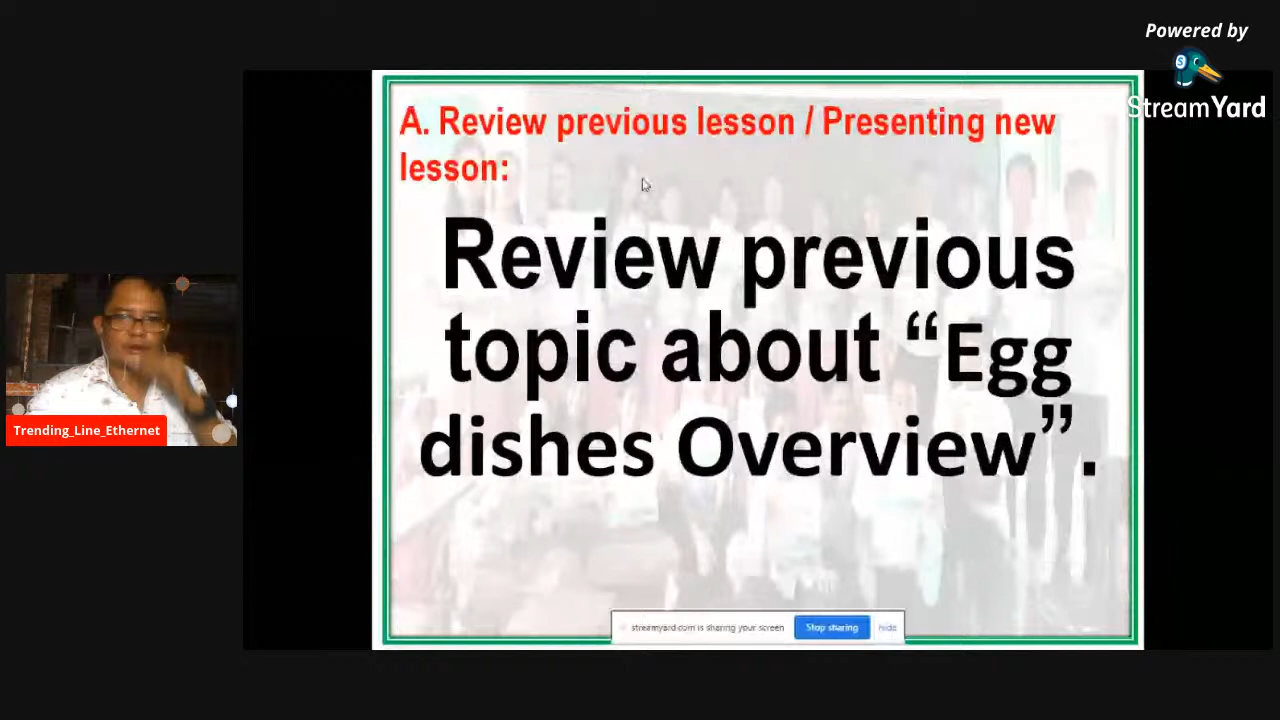 Powered by
StreamYard
A. Review previous lesson / Presenting new
lesson:
Review previous
topic about “Egg
dishes Overview”.
Trending_Line_Ethernet
streamyard.com is sharing your screen
Stop sharing
hide